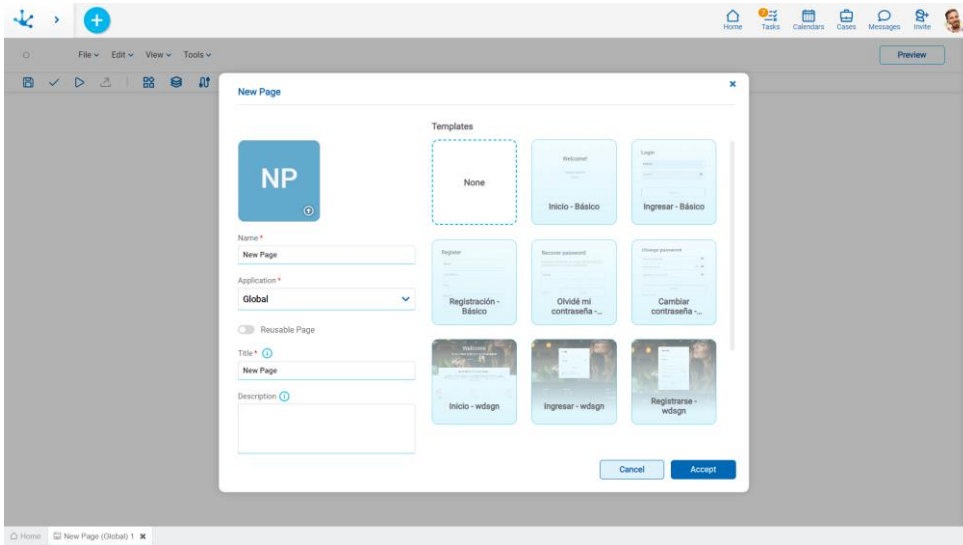 7
Home
Tasks
Calendars
Cases
Messages
Invite
File Edit View Tools
Preview
New Page
Templates
NP
None
Welcome!
Inicio - Básico
Login
Ingresar - Básico
Name *
New Page
Application *
Global
Register
Registración -
Básico
Recover password
Olvidé mi
contraseña -...
Change password
Cambiar
contraseña -...
Reusable Page
Title *
New Page
Description
Welcome
Inicio - wdsgn
Ingresar - wdsgn
Registrarse -
wdsgn
Cancel
Accept
Home
New Page (Global) 1